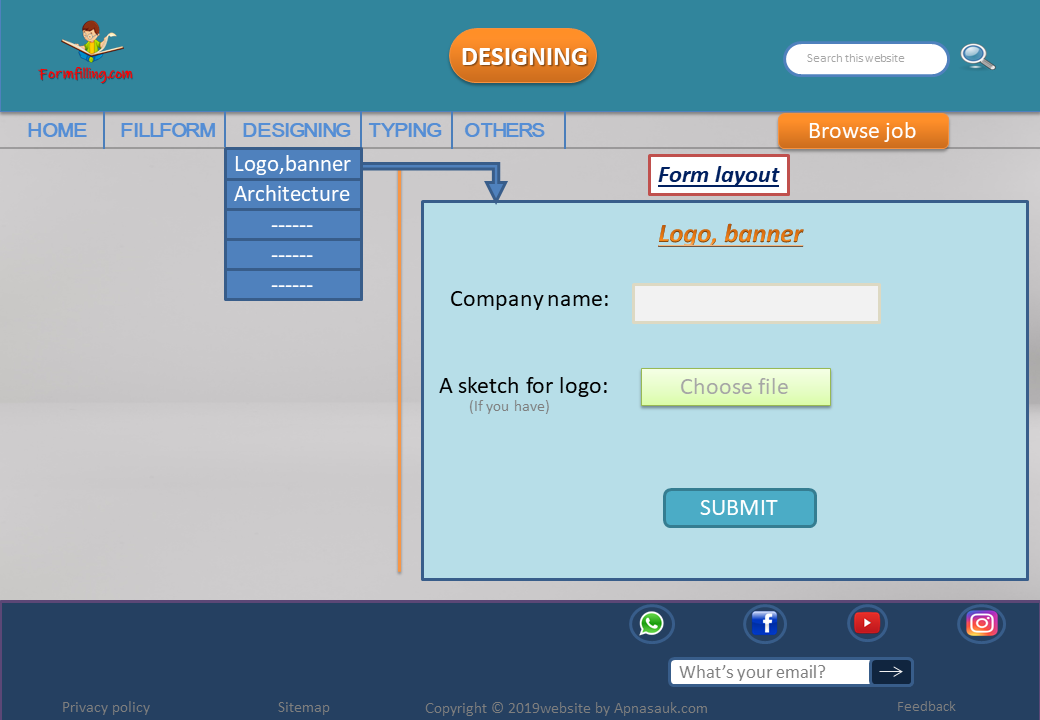 Formfilling.com
DESIGNING
Search this website
HOME FILLFORM DESIGNING TYPING OTHERS
Browse job
Logo,banner
Architecture
------
------
------
Form layout
Logo, banner
Company name:
A sketch for logo:
(If you have)
Choose file
SUBMIT
What's your email?
Privacy policy
Sitemap
Copyright © 2019website by Apnasauk.com
Feedback